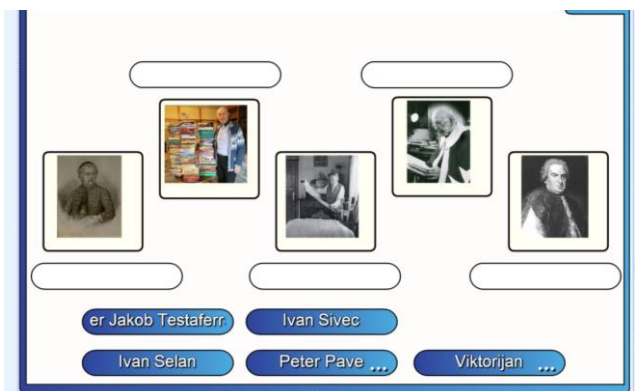 er Jakob Testaferr
Ivan Sivec
Ivan Selan
Peter Pave ...
Viktorijan ...